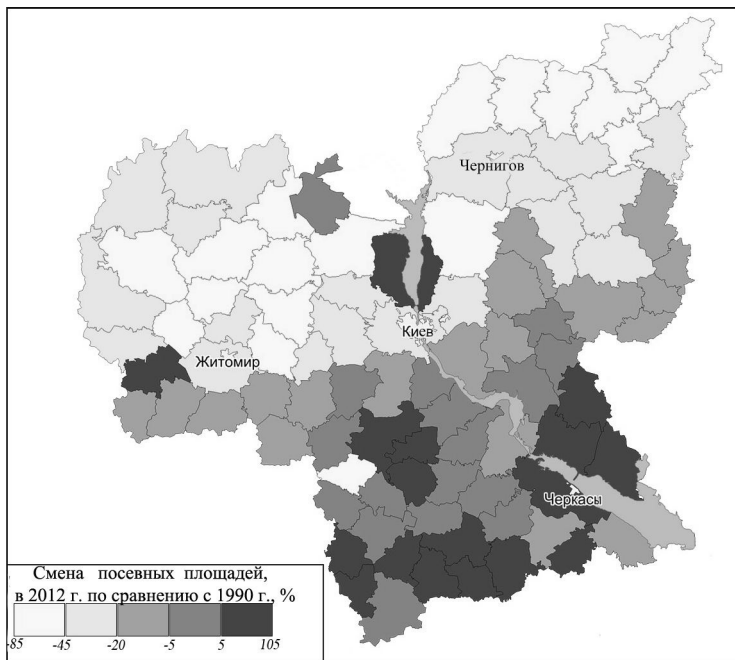 Чернигов
Киев
Житомир
Черкасы
Смена посевных площадей,
в 2012 г. по сравнению с 1990 г., %
-85 -45 -20 -5 5 105